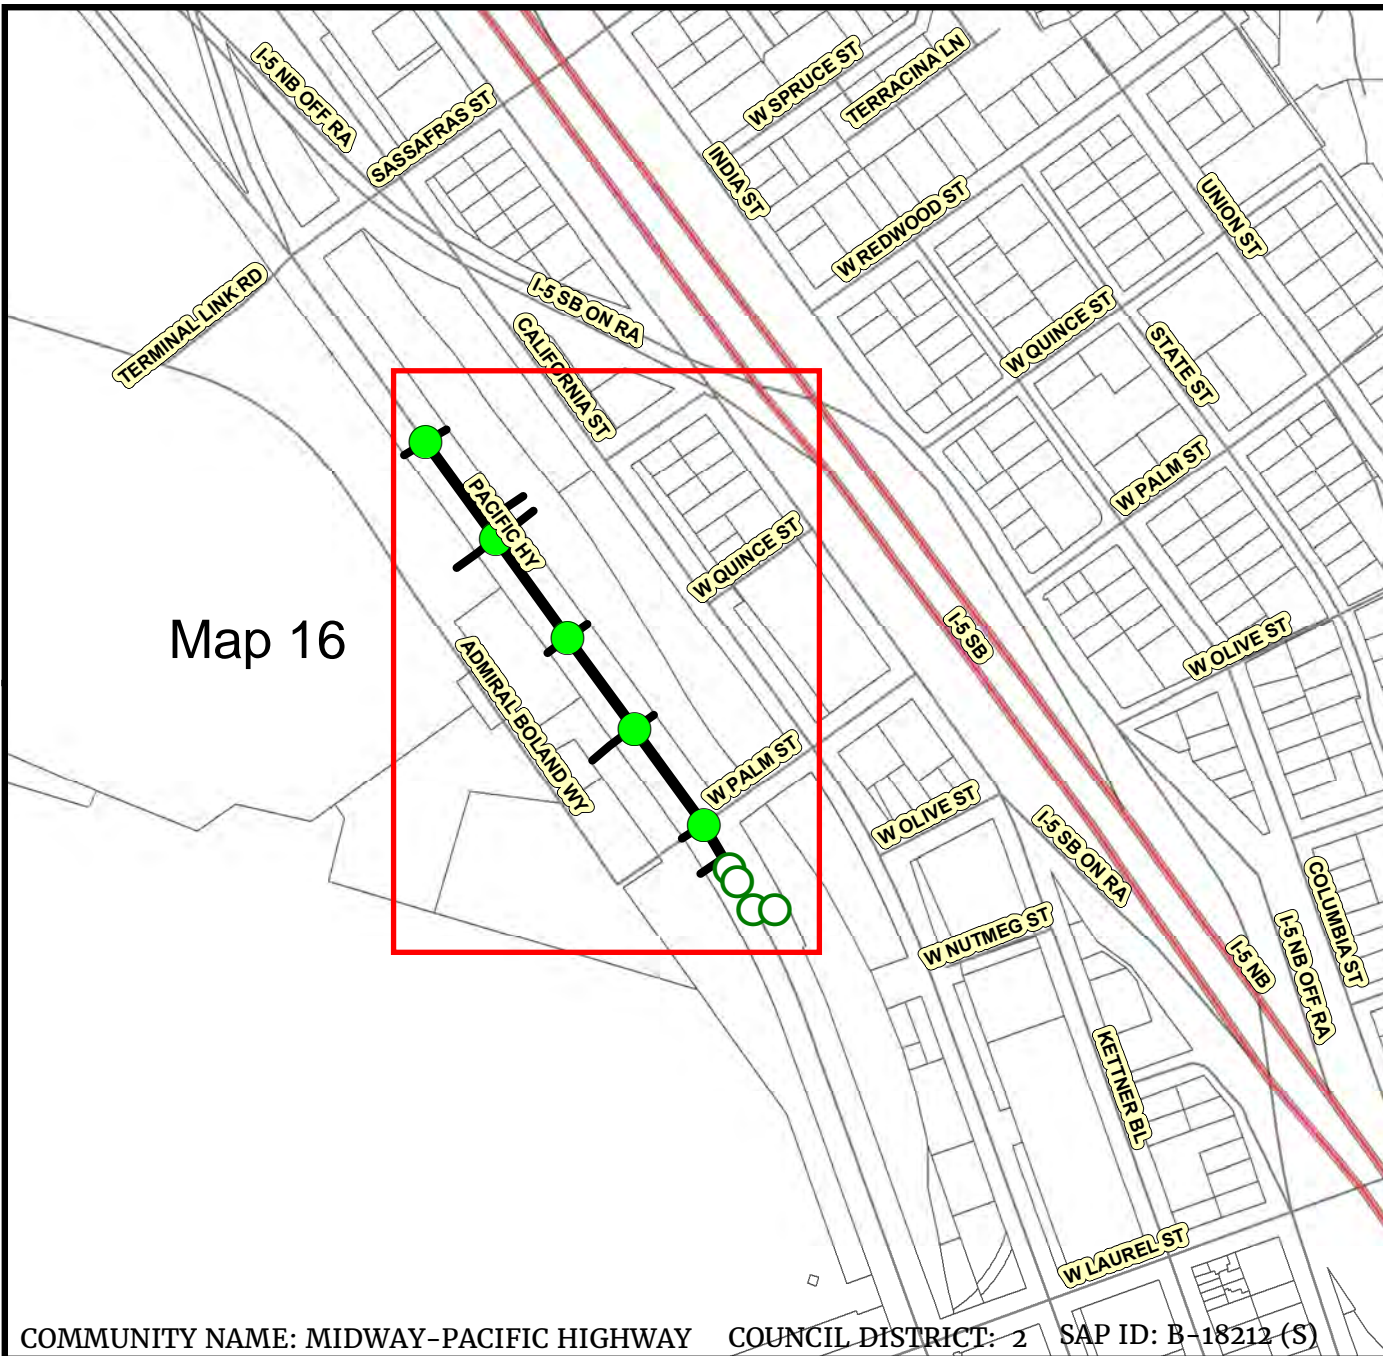 I-5 NB OFF RA
SASSAFRAS ST
W SPRUCE ST
TERRACINA LN
INDIA ST
W REDWOOD ST
UNION ST
TERMINAL LINK RD
I-5 SB ON RA
CALIFORNIA ST
W QUINCE ST
STATE ST
W PALM ST
PACIFIC HY
W QUINCE ST
Map 16
ADMIRAL BOLAND WY
I-5 SB
W OLIVE ST
W PALM ST
W OLIVE ST
I-5 SB ON RA
W NUTMEG ST
COLUMBIA ST
I-5 NB
I-5 NB OFF RA
KETTNER BL
W LAUREL ST
COMMUNITY NAME: MIDWAY-PACIFIC HIGHWAY COUNCIL DISTRICT: 2 SAP ID: B-18212 (S)